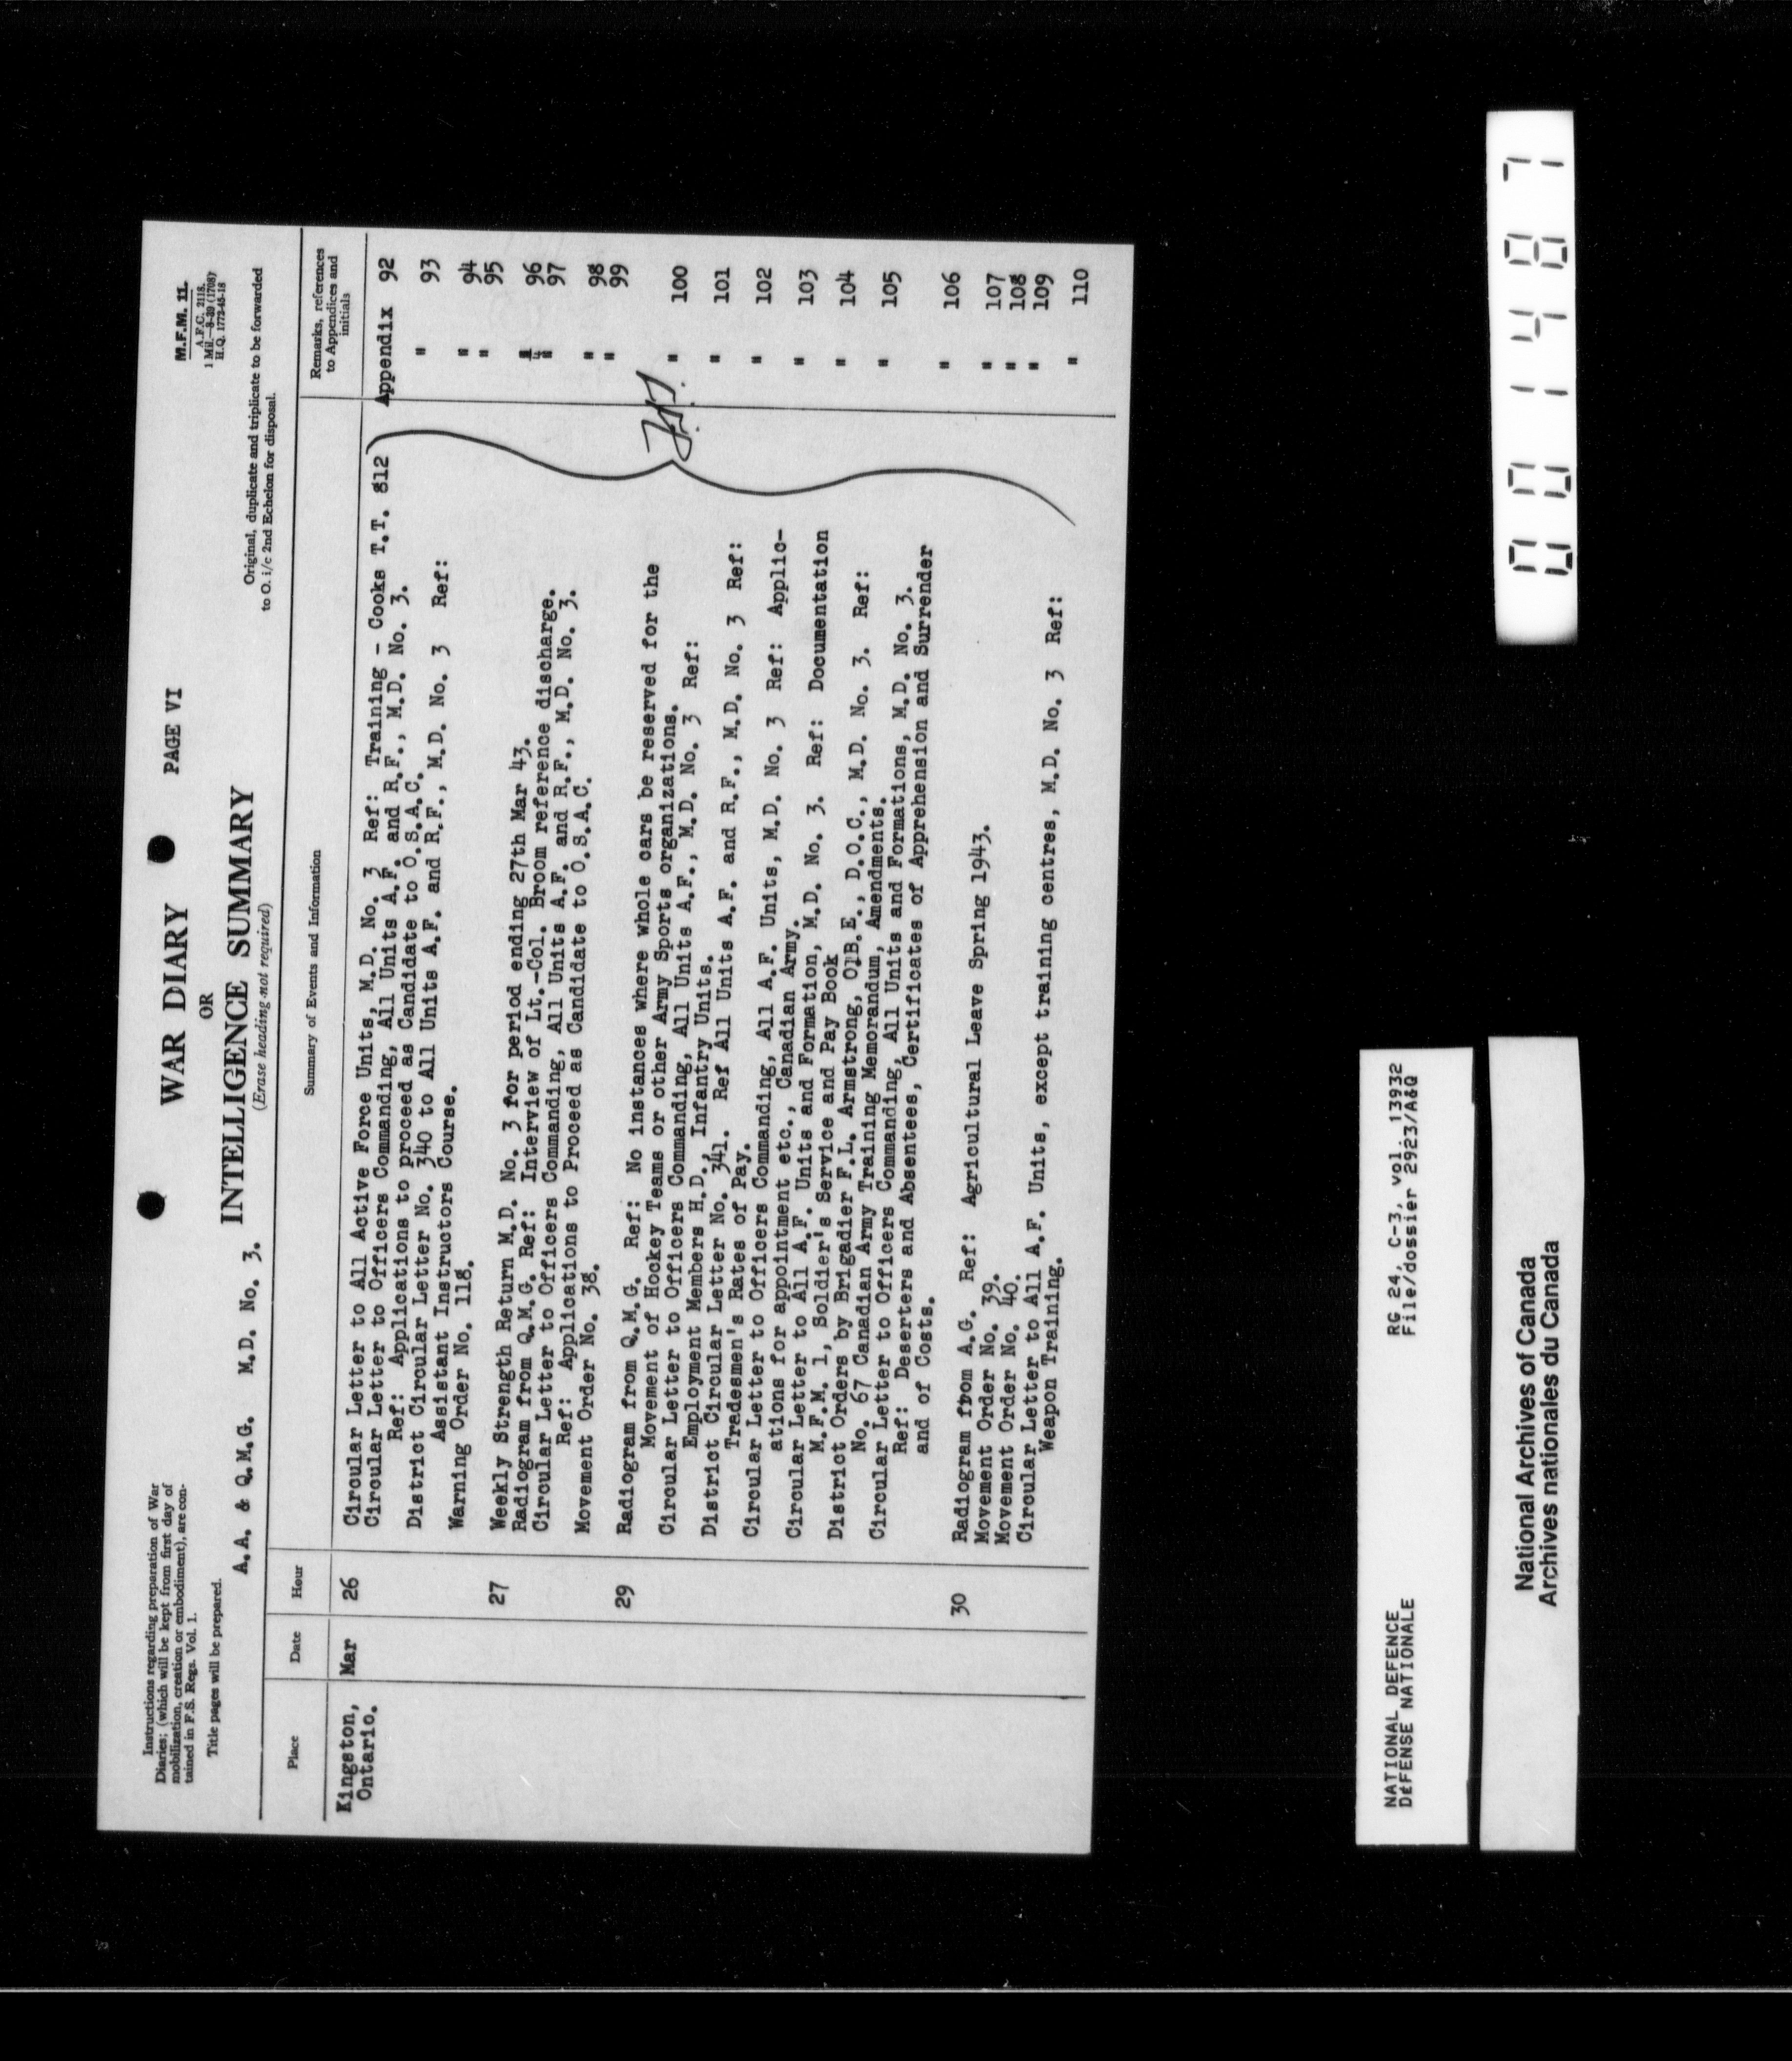 Instructions regarding preparation of War
Diaries: (which will be kept from first day of
mobilization, creation or embodiment), are con-
tained in F.S. Regs. Vol. 1.
Title pages will be prepared.
WAR DIARY
OR
INTELLIGENCE SUMMARY
(Erase heading not required)
PAGE VI
M.F.M. 11.
A.F.C. 2118.
1 Mil.—8-39 (1708)
H.Q. 1772-45-18
Original, duplicate and triplicate to be forwarded
to O. i/c 2nd Echelon for disposal.
A.A. & Q.M.G. M.D. No. 3.
Place Date Hour Summary of Events and Information Remarks, references
to Appendices and
initials
Kingston, Mar 26 Circular Letter to All Active Force Units, M.D. No. 3 Ref: Training - Cooks T.T. 812 Appendix 92
Ontario. Circular Letter to Officers Commanding, All Units A.F. and R.F., M.D. No. 3.
Ref: Applications to proceed as Candidate to O.S.A.C. " 93
District Circular Letter No. 340 to All Units A.F. and R.F., M.D. No. 3 Ref:
Assistant Instructors Course. " 94
Warning Order No. 118. " 95
27 Weekly Strength Return M.D. No. 3 for period ending 27th Mar 43. " 96
Radiogram from Q.M.G. Ref: Interview of Lt.-Col. Broom reference discharge. " 97
Circular Letter to Officers Commanding, All Units A.F. and R.F., M.D. No. 3.
Ref: Applications to Proceed as Candidate to O.S.A.C. " 98
Movement Order No. 38. " 99
29 Radiogram from Q.M.G. Ref: No instances where whole cars be reserved for the
Movement of Hockey Teams or other Army Sports organizations. " 100
Circular Letter to Officers Commanding, All Units A.F., M.D. No. 3 Ref:
Employment Members H.D., Infantry Units. " 101
District Circular Letter No. 341. Ref All Units A.F. and R.F., M.D. No. 3 Ref:
Tradesmen's Rates of Pay. " 102
Circular Letter to Officers Commanding, All A.F. Units, M.D. No. 3 Ref: Applic-
ations for appointment etc., Canadian Army. " 103
Circular Letter to All A.F. Units and Formation, M.D. No. 3. Ref: Documentation
M.F.M. 1, Soldier's Service and Pay Book " 104
District Orders by Brigadier F.L. Armstrong, O.B.E., D.O.C., M.D. No. 3. Ref:
No. 67 Canadian Army Training Memorandum, Amendments. " 105
Circular Letter to Officers Commanding, All Units and Formations, M.D. No. 3.
Ref: Deserters and Absentees, Certificates of Apprehension and Surrender
and of Costs. " 106
30 Radiogram from A.G. Ref: Agricultural Leave Spring 1943. " 107
Movement Order No. 39. " 108
Movement Order No. 40. " 109
Circular Letter to All A.F. Units, except training centres, M.D. No. 3 Ref:
Weapon Training. " 110
NATIONAL DEFENCE RG 24, C-3, vol. 13932
DéFENSE NATIONALE File/dossier 2923/A&Q
National Archives of Canada
Archives nationales du Canada
001487